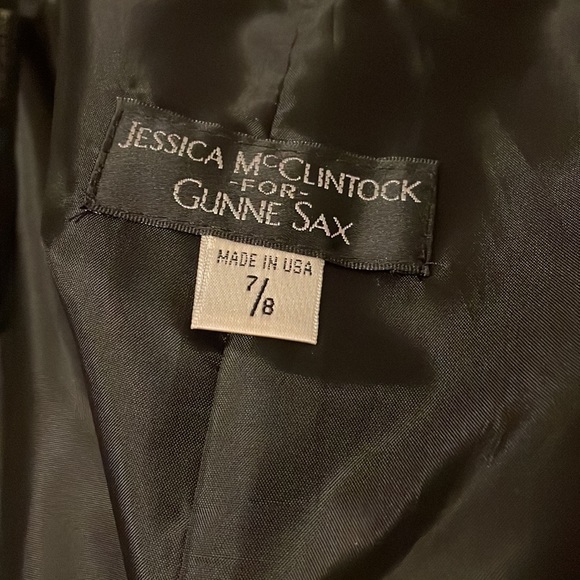 JESSICA MCCLINTOCK
-FOR-
GUNNE SAX
MADE IN USA
7/8